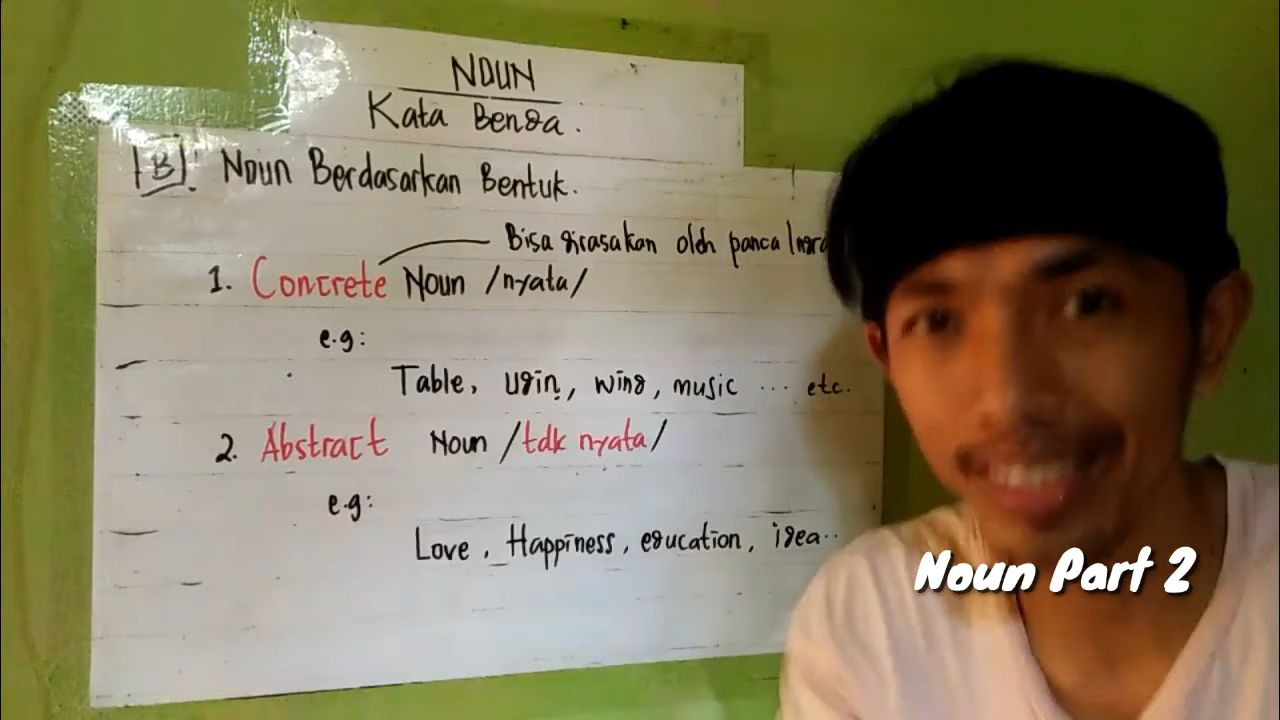 NOUN
Kata Benda.
B. Noun Berdasarkan Bentuk.
Bisa dirasakan oleh panca
1. Concrete Noun /nyata/
e.g:
Table, wind, music ... etc.
2. Abstract Noun /tdk nyata/
e.g:
Love, Happiness, education, idea..
Noun Part 2